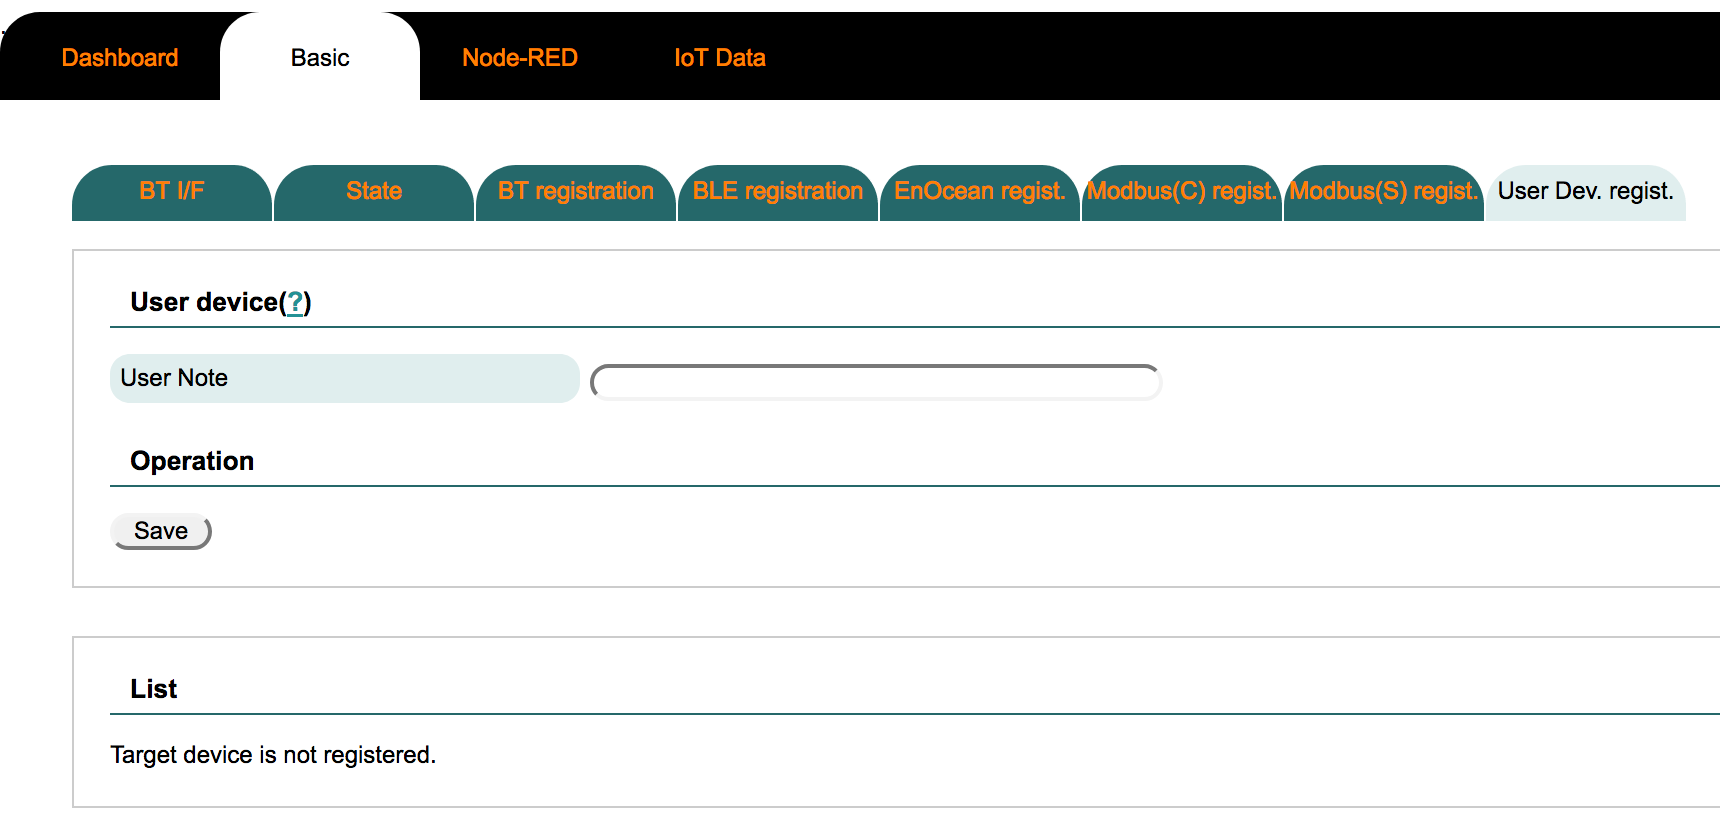 Dashboard Basic Node-RED IoT Data
BT I/F State BT registration BLE registration EnOcean regist. Modbus(C) regist. Modbus(S) regist. User Dev. regist.
User device(?)
User Note
Operation
Save
List
Target device is not registered.